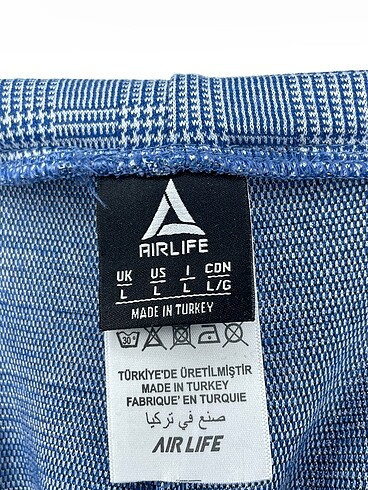 AIRLIFE
UK US I CDN
L L L L/G
MADE IN TURKEY
30°
TÜRKİYE'DE ÜRETİLMİŞTİR
MADE IN TURKEY
FABRIQUE' EN TURQUIE
صنع في تركيا
AIR LIFE